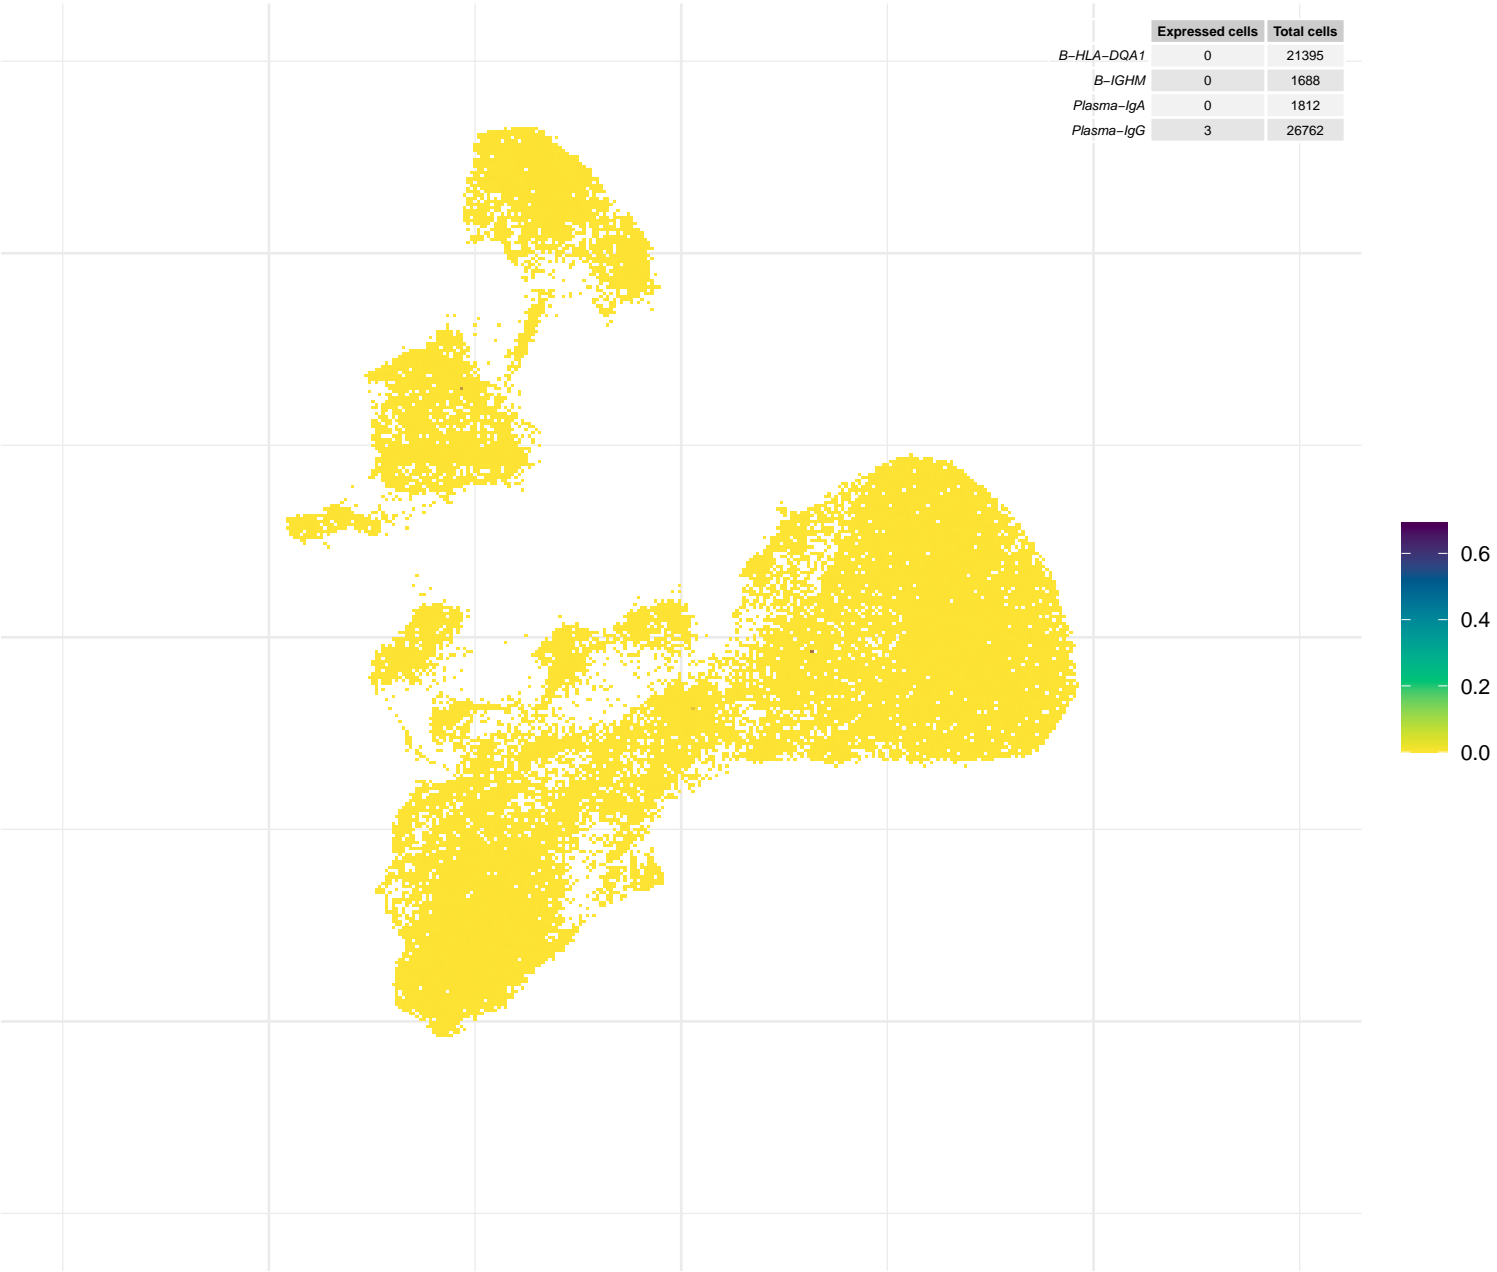 Expressed cells Total cells
B−HLA−DQA1 0 21395
B−IGHM 0 1688
Plasma−IgA 0 1812
Plasma−IgG 3 26762
0.6
0.4
0.2
0.0